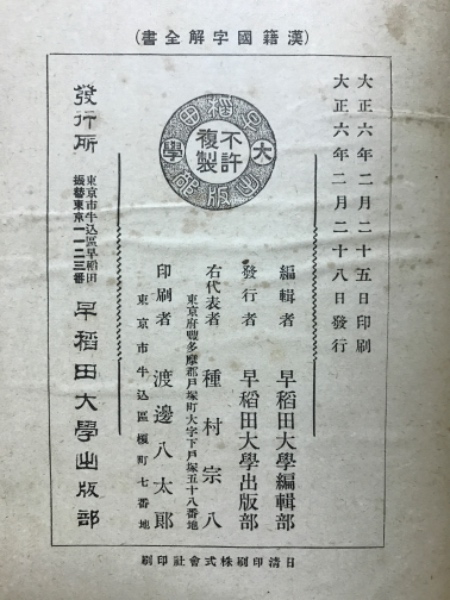 （漢籍國字解全書）
大正六年二月二十五日印刷
大正六年二月二十八日發行
不許複製
早稻田大學出版部
編輯者　早稻田大學編輯部
發行者　早稻田大學出版部
右代表者　種村宗八
東京府豐多摩郡戸塚町大字下戸塚五十八番地
印刷者　渡邊八太郎
東京市牛込區榎町七番地
發行所　早稻田大學出版部
東京市牛込區早稻田
振替東京一一二三番
日清印刷株式會社印刷